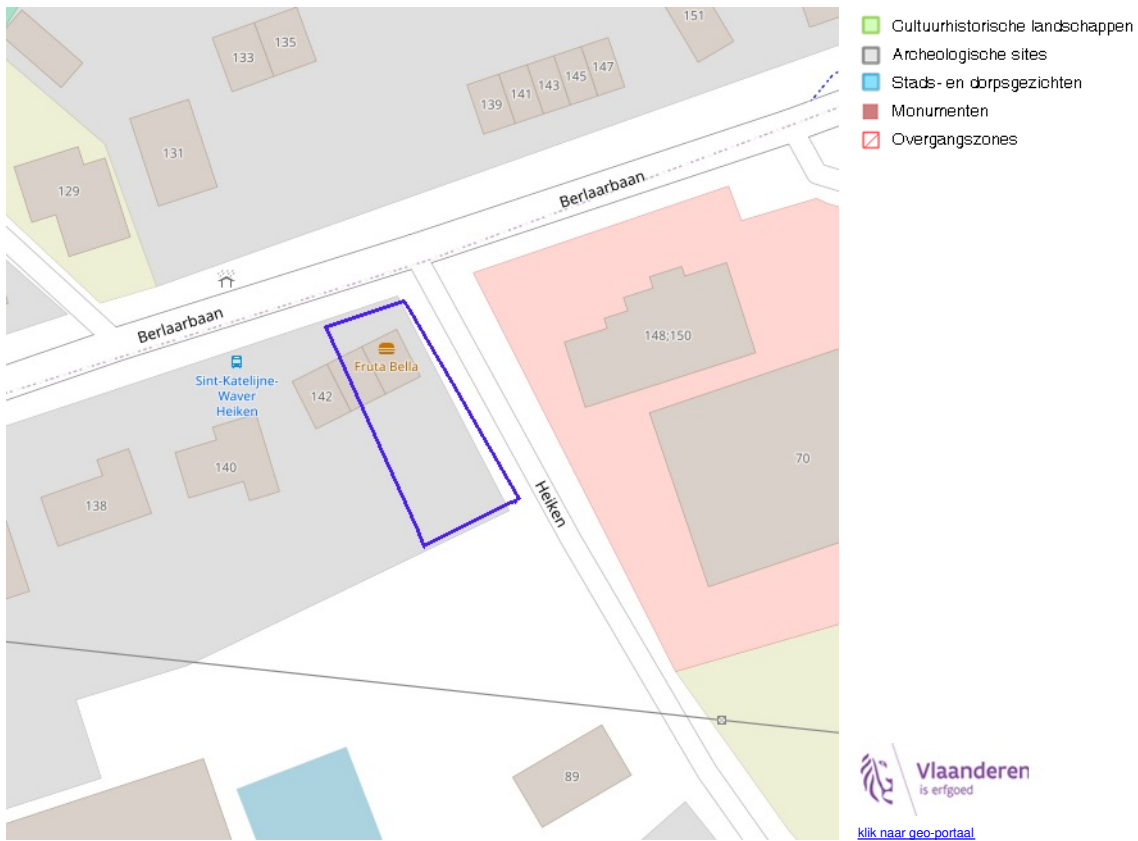 151
135
133
147
145
143
141
139
131
129
Berlaarbaan
Berlaarbaan
148;150
Sint-Katelijne-
Waver
Heiken
Fruta Bella
142
140
138
70
Heiken
89
Cultuurhistorische landschappen
Archeologische sites
Stads- en dorpsgezichten
Monumenten
Overgangszones
Vlaanderen
is erfgoed
klik naar geo-portaal